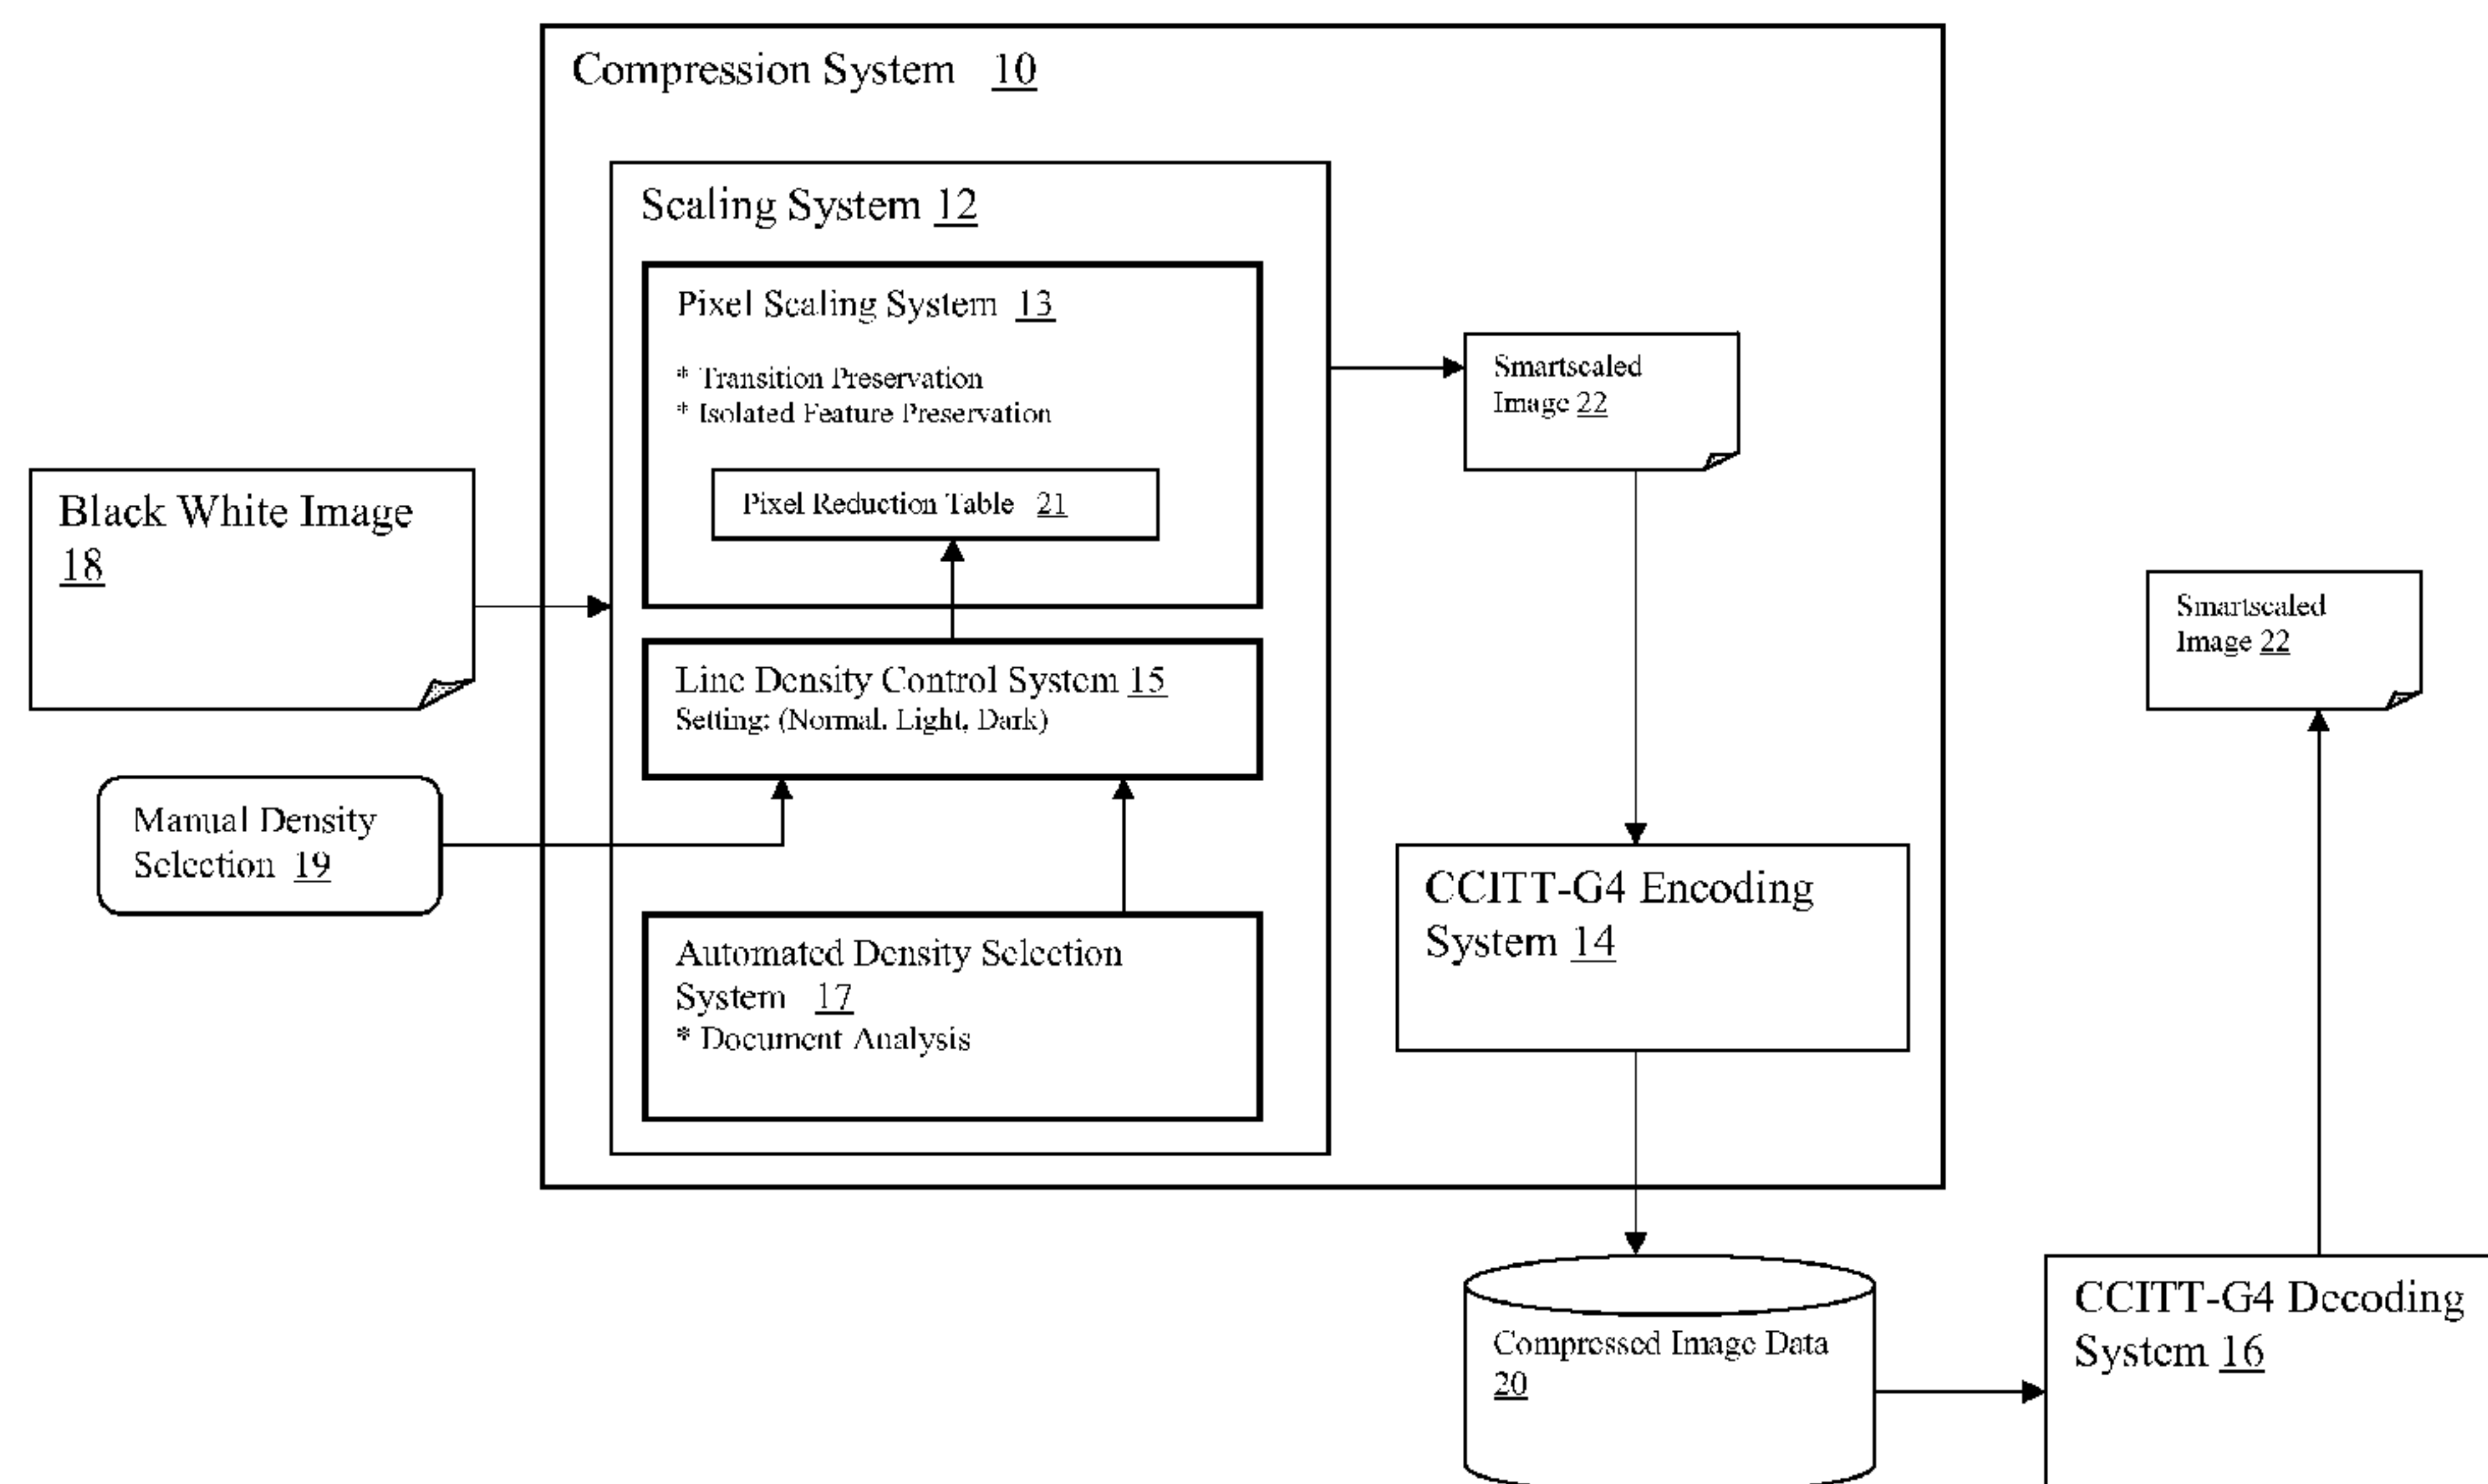 Compression System 10
Scaling System 12
Pixel Scaling System 13
* Transition Preservation
* Isolated Feature Preservation
Pixel Reduction Table 21
Smartscaled
Image 22
Black White Image
18
Line Density Control System 15
Setting: (Normal, Light, Dark)
Manual Density
Selection 19
Automated Density Selection
System 17
* Document Analysis
CCITT-G4 Encoding
System 14
Smartscaled
Image 22
Compressed Image Data
20
CCITT-G4 Decoding
System 16